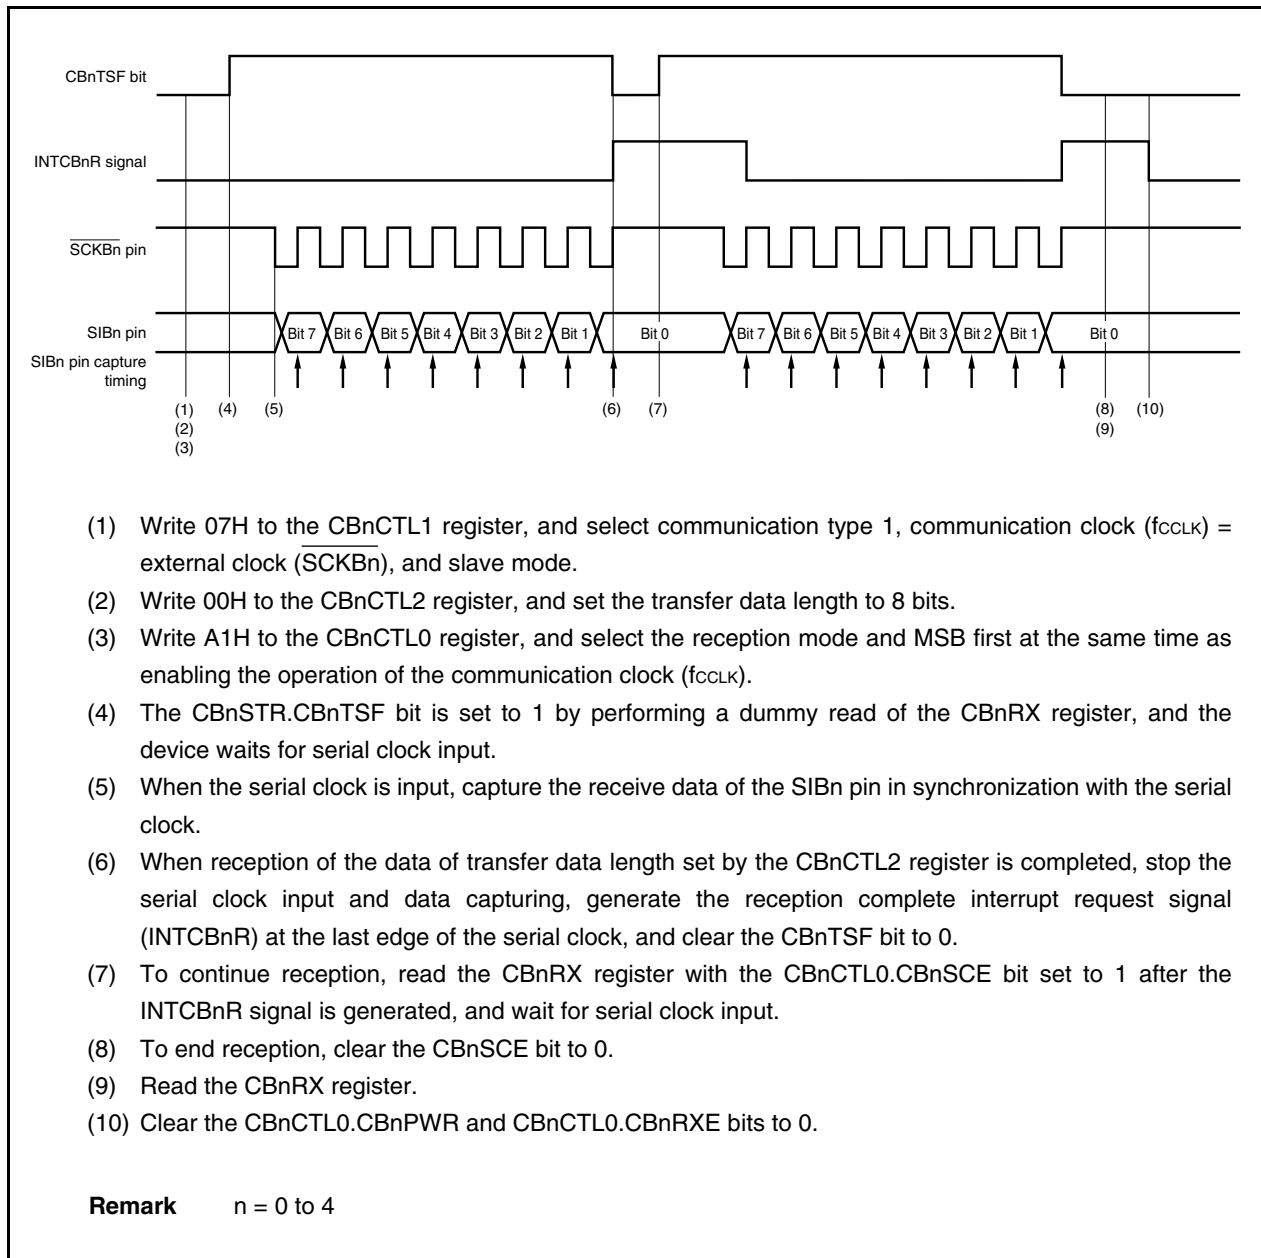 CBnTSF bit
INTCBnR signal
SCKBn pin
SIBn pin
Bit 7 Bit 6 Bit 5 Bit 4 Bit 3 Bit 2 Bit 1 Bit 0 Bit 7 Bit 6 Bit 5 Bit 4 Bit 3 Bit 2 Bit 1 Bit 0
SIBn pin capture
timing
(1) (4) (5) (6) (7) (8) (10)
(2) (9)
(3)
(1) Write 07H to the CBnCTL1 register, and select communication type 1, communication clock (fCCLK) =
external clock (SCKBn), and slave mode.
(2) Write 00H to the CBnCTL2 register, and set the transfer data length to 8 bits.
(3) Write A1H to the CBnCTL0 register, and select the reception mode and MSB first at the same time as
enabling the operation of the communication clock (fCCLK).
(4) The CBnSTR.CBnTSF bit is set to 1 by performing a dummy read of the CBnRX register, and the
device waits for serial clock input.
(5) When the serial clock is input, capture the receive data of the SIBn pin in synchronization with the serial
clock.
(6) When reception of the data of transfer data length set by the CBnCTL2 register is completed, stop the
serial clock input and data capturing, generate the reception complete interrupt request signal
(INTCBnR) at the last edge of the serial clock, and clear the CBnTSF bit to 0.
(7) To continue reception, read the CBnRX register with the CBnCTL0.CBnSCE bit set to 1 after the
INTCBnR signal is generated, and wait for serial clock input.
(8) To end reception, clear the CBnSCE bit to 0.
(9) Read the CBnRX register.
(10) Clear the CBnCTL0.CBnPWR and CBnCTL0.CBnRXE bits to 0.
Remark n = 0 to 4